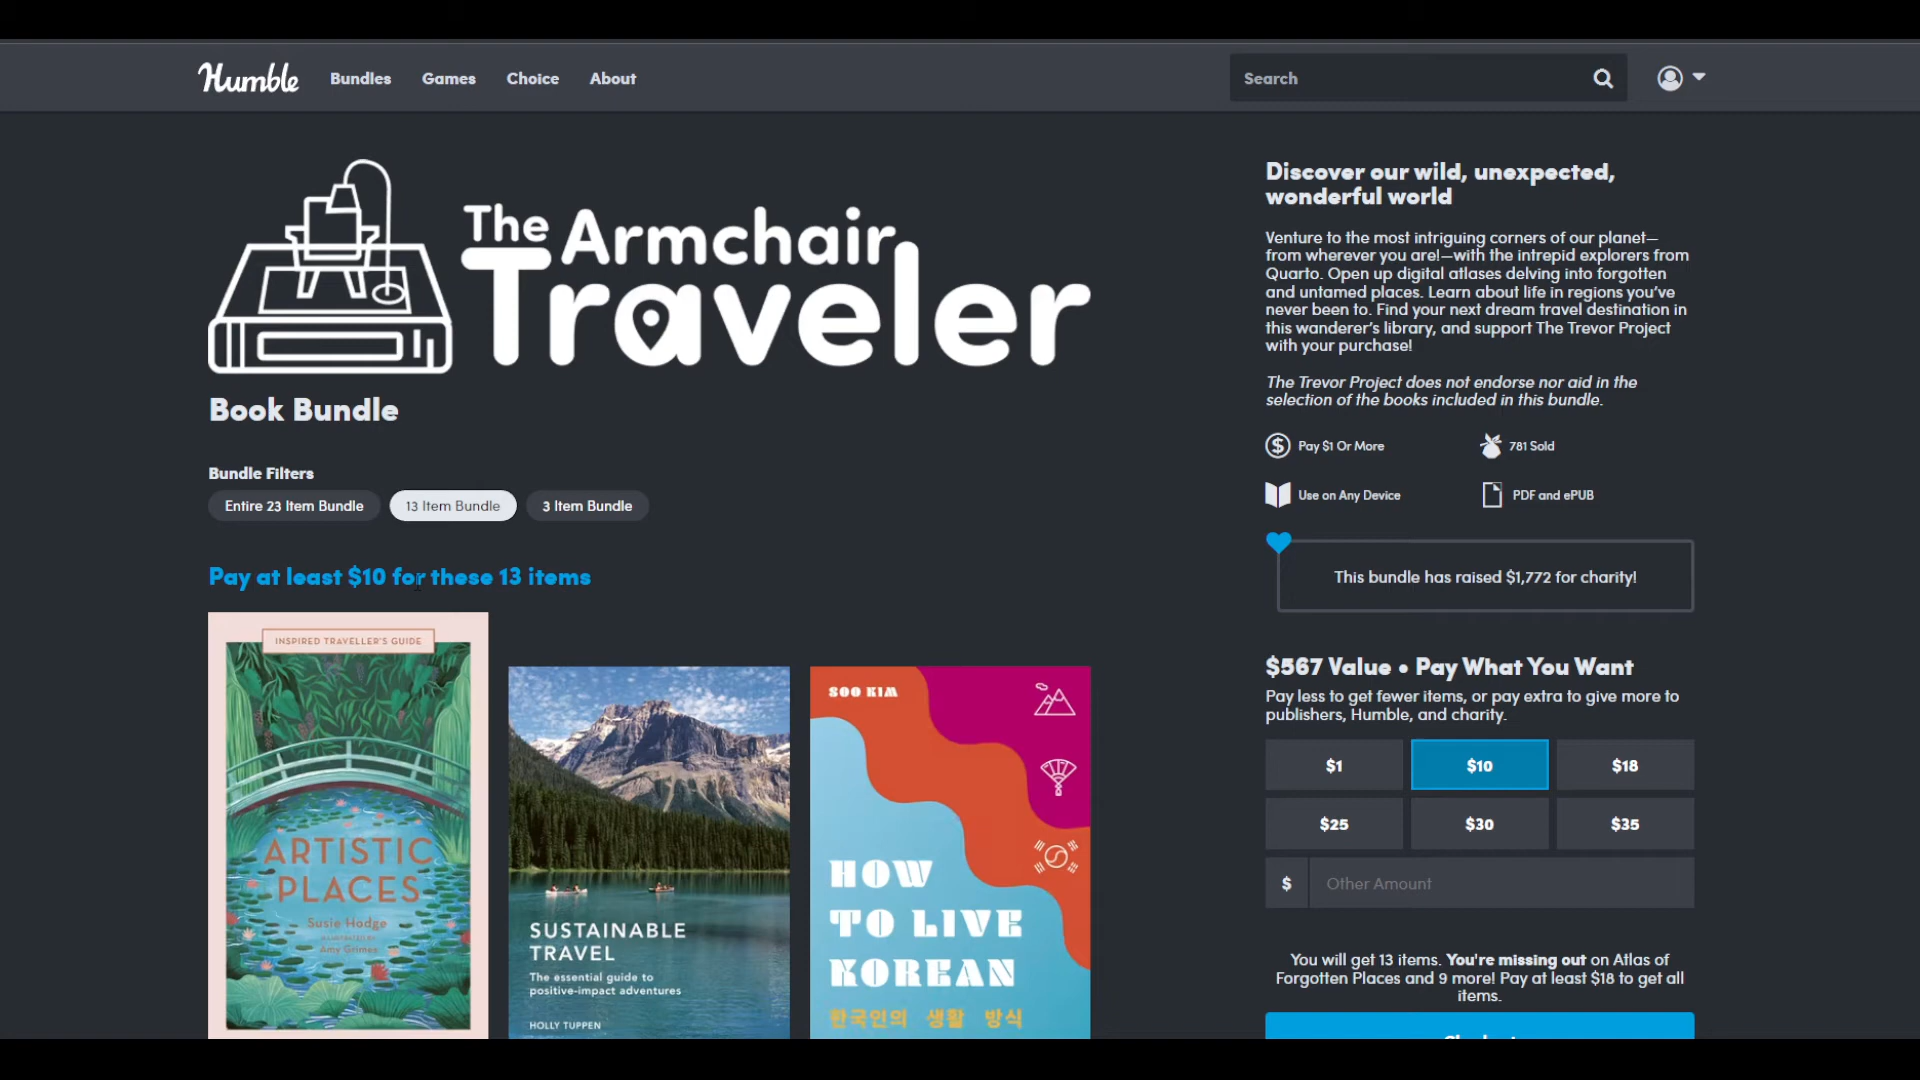 Humble
Bundles
Games
Choice
About
Search
The Armchair
Traveler
Book Bundle
Bundle Filters
Entire 23 Item Bundle
13 Item Bundle
3 Item Bundle
Pay at least $10 for these 13 items
INSPIRED TRAVELLER'S GUIDE
ARTISTIC
PLACES
Susie Hodge
ILLUSTRATED BY
Amy Grimes
SUSTAINABLE
TRAVEL
The essential guide to
positive-impact adventures
HOLLY TUPPEN
SOO KIM
HOW
TO LIVE
KOREAN
한국인의 생활 방식
Discover our wild, unexpected,
wonderful world
Venture to the most intriguing corners of our planet—
from wherever you are!—with the intrepid explorers from
Quarto. Open up digital atlases delving into forgotten
and untamed places. Learn about life in regions you've
never been to. Find your next dream travel destination in
this wanderer's library, and support The Trevor Project
with your purchase!
The Trevor Project does not endorse nor aid in the
selection of the books included in this bundle.
Pay $1 Or More
781 Sold
Use on Any Device
PDF and ePUB
This bundle has raised $1,772 for charity!
$567 Value • Pay What You Want
Pay less to get fewer items, or pay extra to give more to
publishers, Humble, and charity.
$1
$10
$18
$25
$30
$35
$
Other Amount
You will get 13 items. You're missing out on Atlas of
Forgotten Places and 9 more! Pay at least $18 to get all
items.